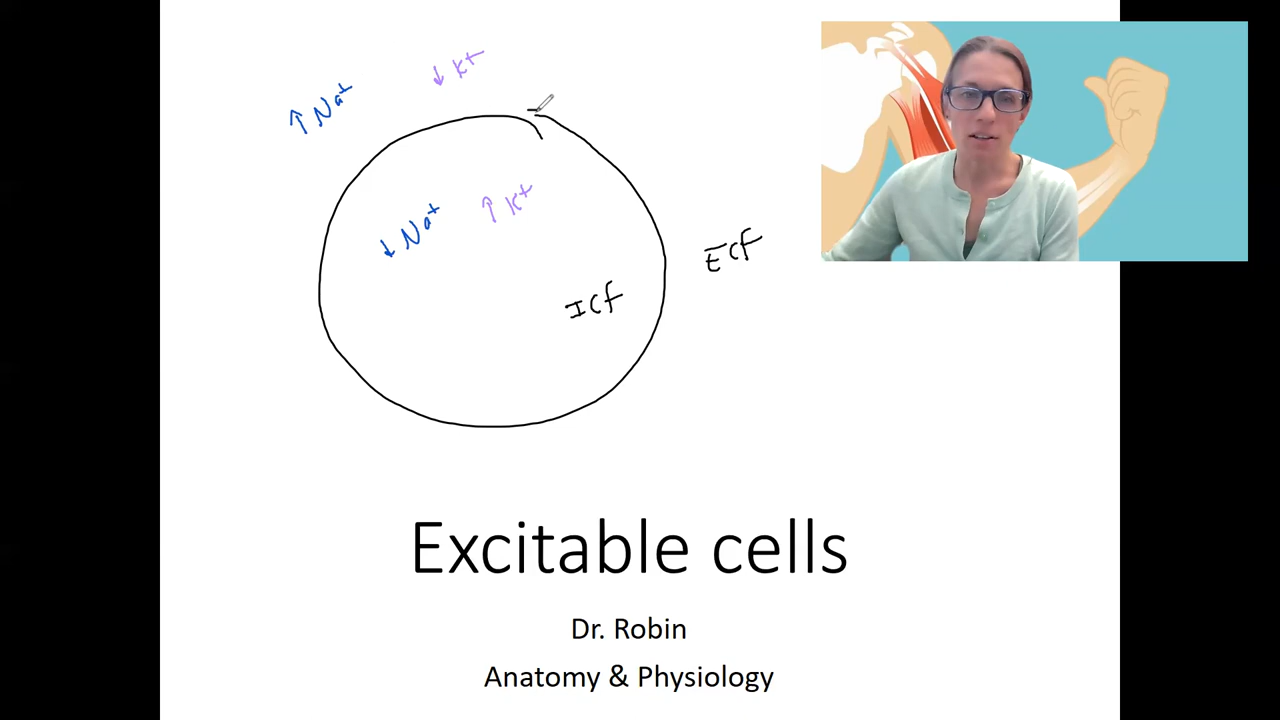 ↓ K+
↑ Na+
↑ K+
↓ Na+
ECF
ICF
Excitable cells
Dr. Robin
Anatomy & Physiology